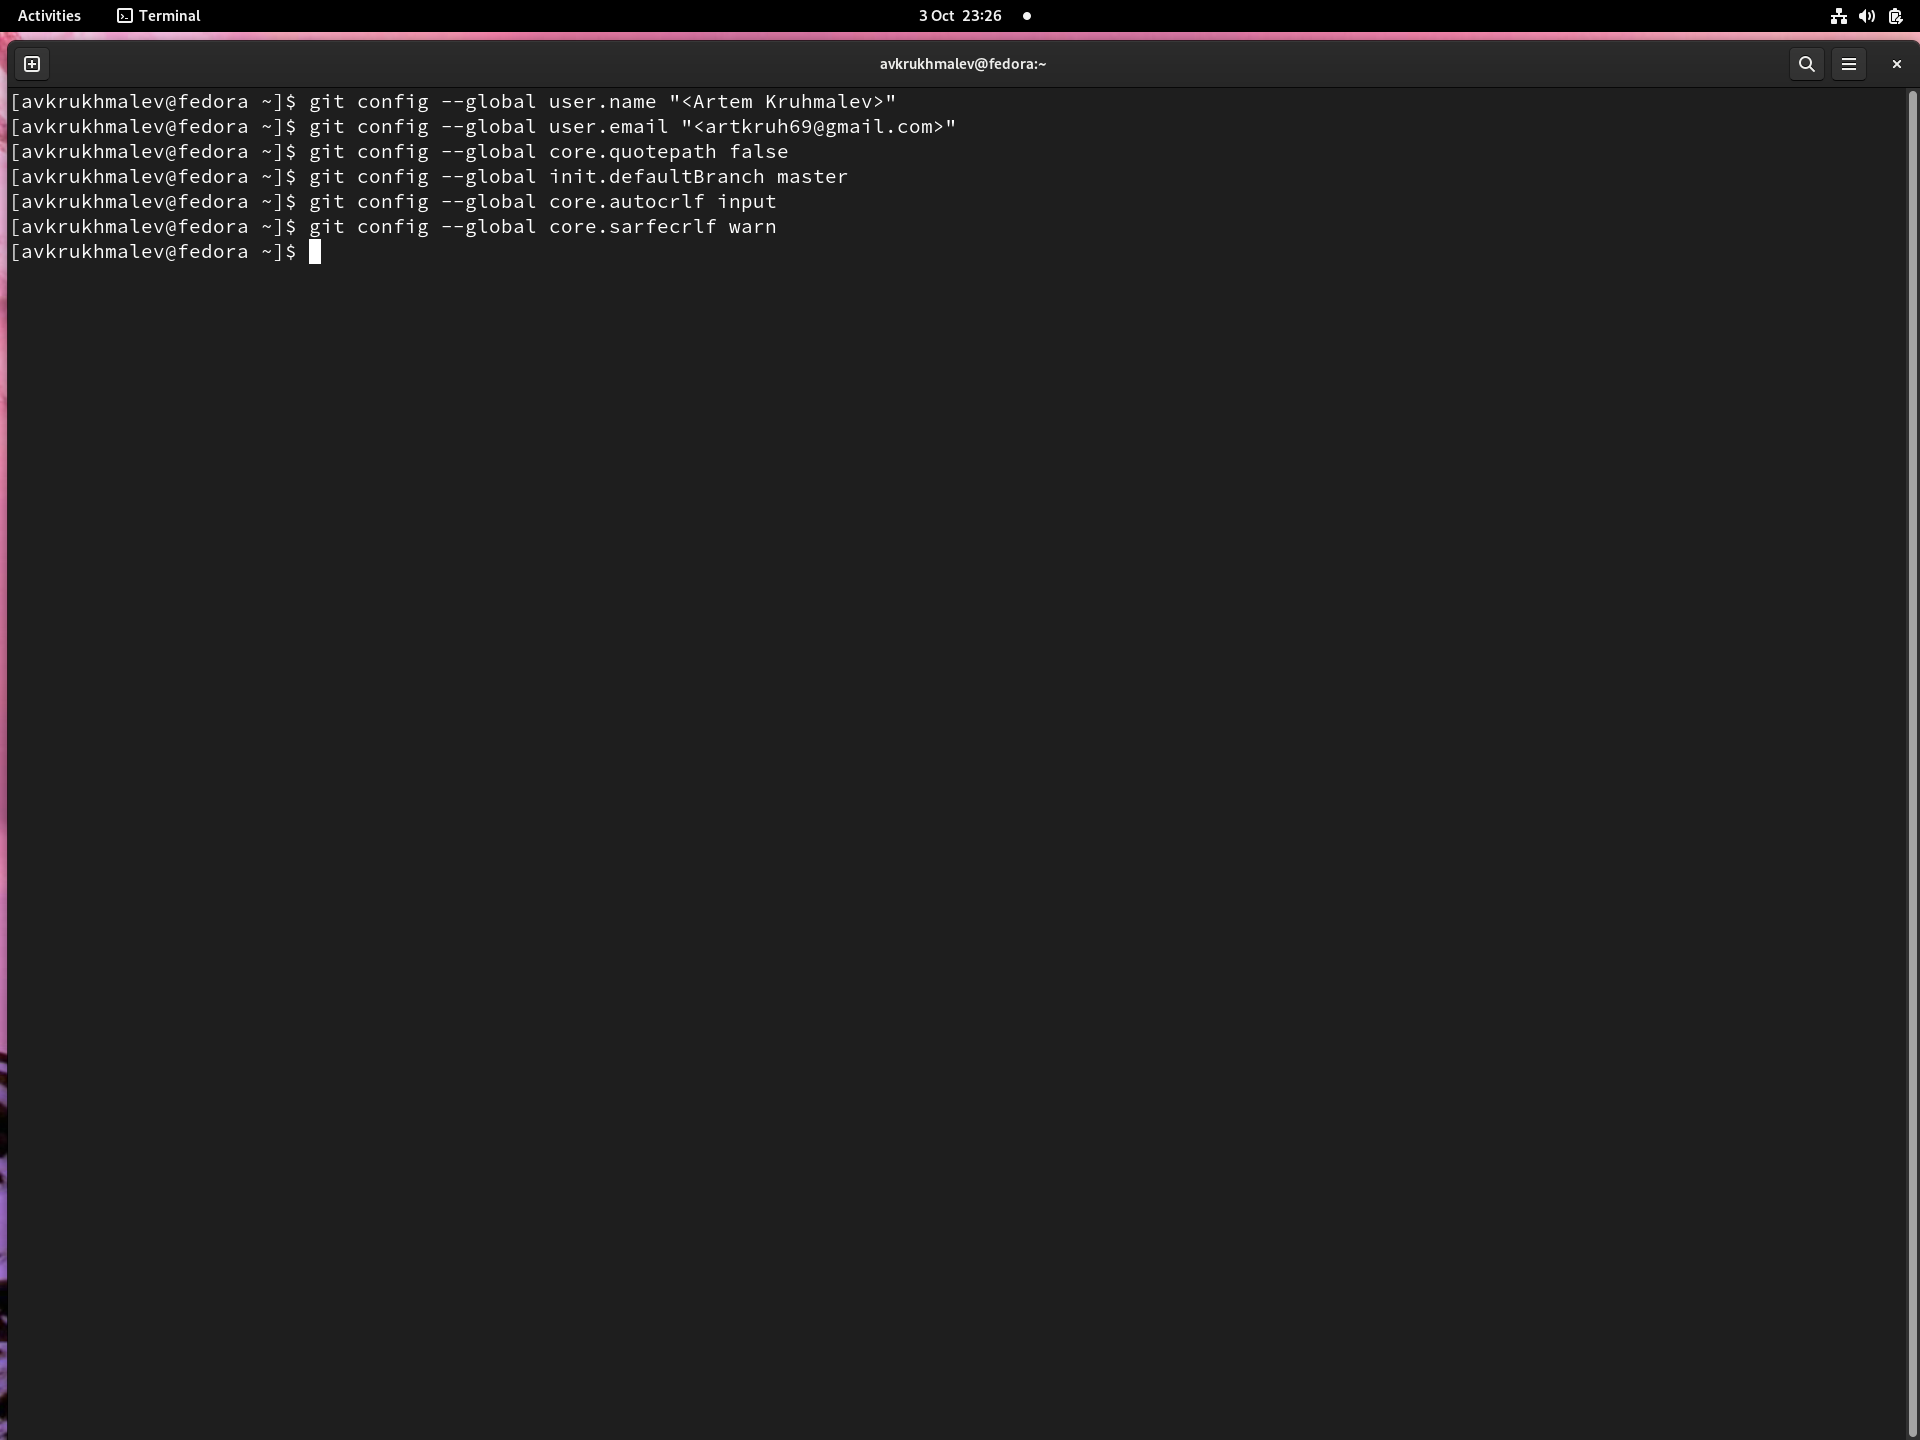 Activities Terminal 3 Oct 23:26
avkrukhmalev@fedora:~
[avkrukhmalev@fedora ~]$ git config --global user.name "<Artem Kruhmalev>"
[avkrukhmalev@fedora ~]$ git config --global user.email "<artkruh69@gmail.com>"
[avkrukhmalev@fedora ~]$ git config --global core.quotepath false
[avkrukhmalev@fedora ~]$ git config --global init.defaultBranch master
[avkrukhmalev@fedora ~]$ git config --global core.autocrlf input
[avkrukhmalev@fedora ~]$ git config --global core.sarfecrlf warn
[avkrukhmalev@fedora ~]$